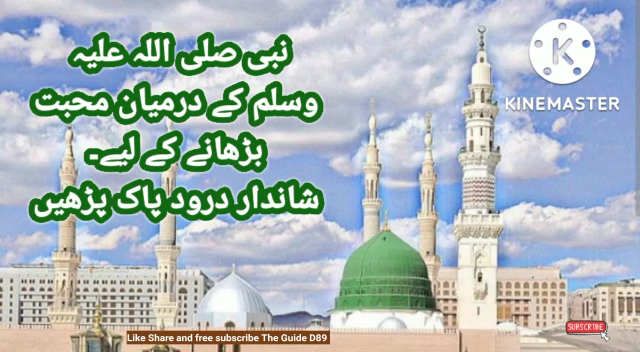 نبی صلی اللہ علیہ
وسلم کے درمیان محبت
بڑھانے کے لیے۔
شاندار درود پاک پڑھیں
K
KINEMASTER
SUBSCRIBE
Like Share and free subscribe The Guide D89